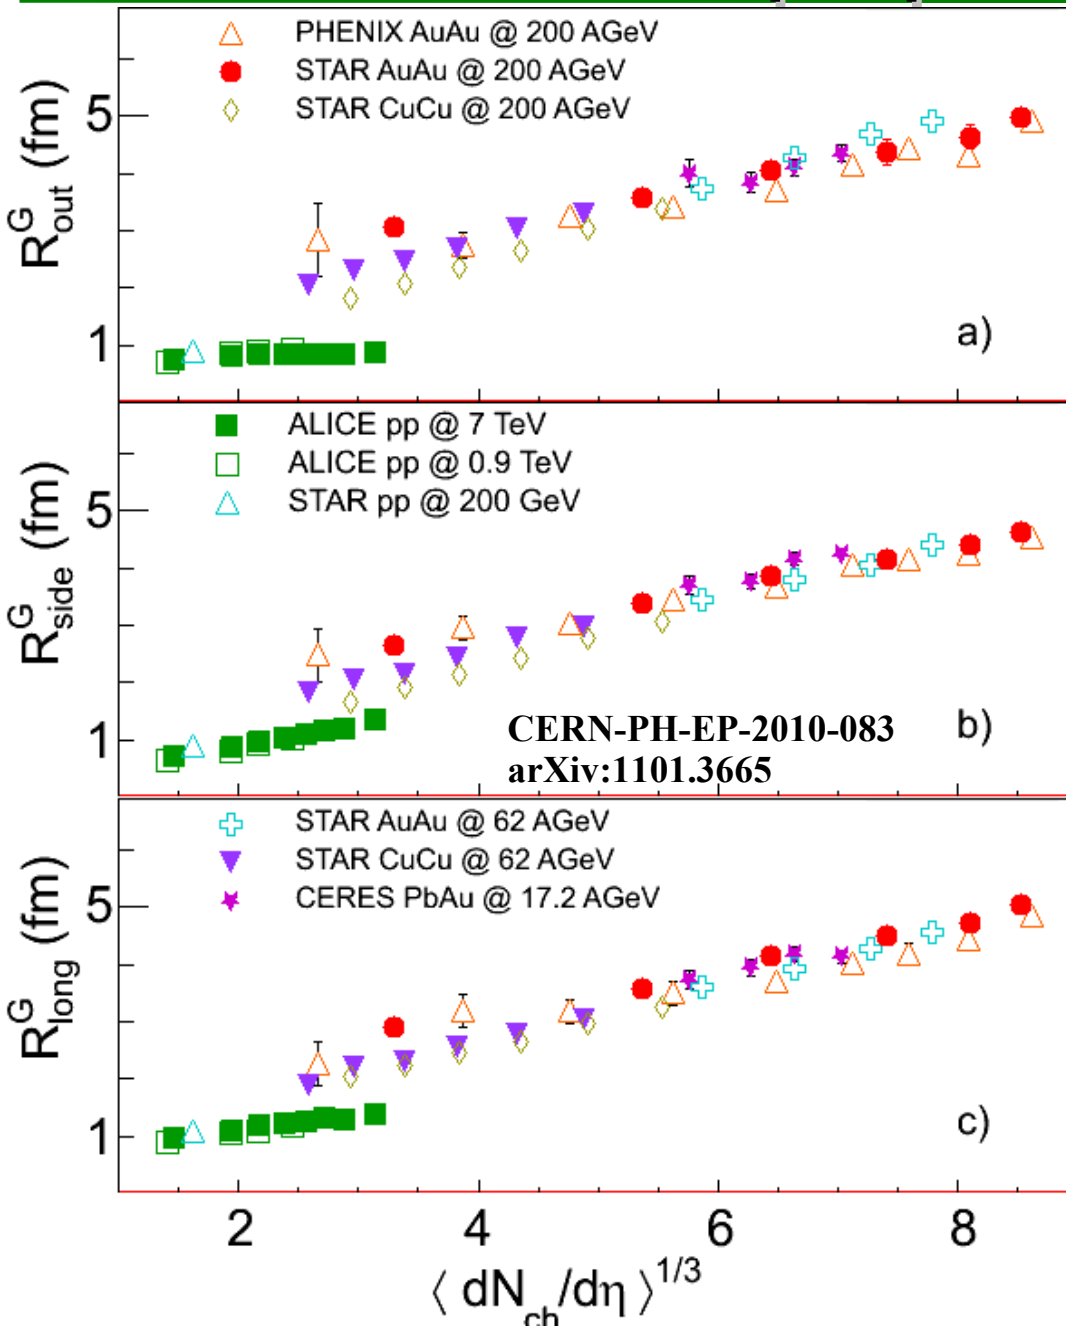 PHENIX AuAu @ 200 AGeV
STAR AuAu @ 200 AGeV
STAR CuCu @ 200 AGeV
R^G_out (fm)
5
1
a)
ALICE pp @ 7 TeV
ALICE pp @ 0.9 TeV
STAR pp @ 200 GeV
R^G_side (fm)
5
1
CERN-PH-EP-2010-083
arXiv:1101.3665
b)
STAR AuAu @ 62 AGeV
STAR CuCu @ 62 AGeV
CERES PbAu @ 17.2 AGeV
R^G_long (fm)
5
1
c)
2 4 6 8
⟨ dN_ch/dη ⟩^1/3